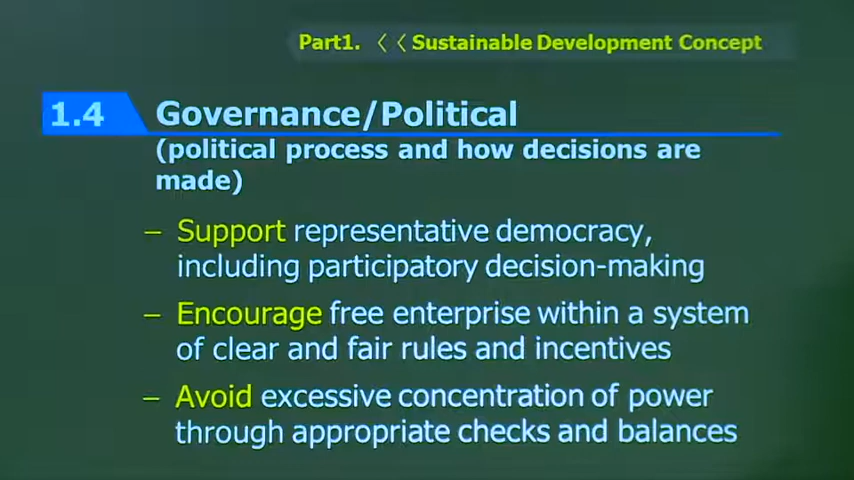 Part1. 〈〈 Sustainable Development Concept
1.4 Governance/Political
(political process and how decisions are
made)
– Support representative democracy,
including participatory decision-making
– Encourage free enterprise within a system
of clear and fair rules and incentives
– Avoid excessive concentration of power
through appropriate checks and balances